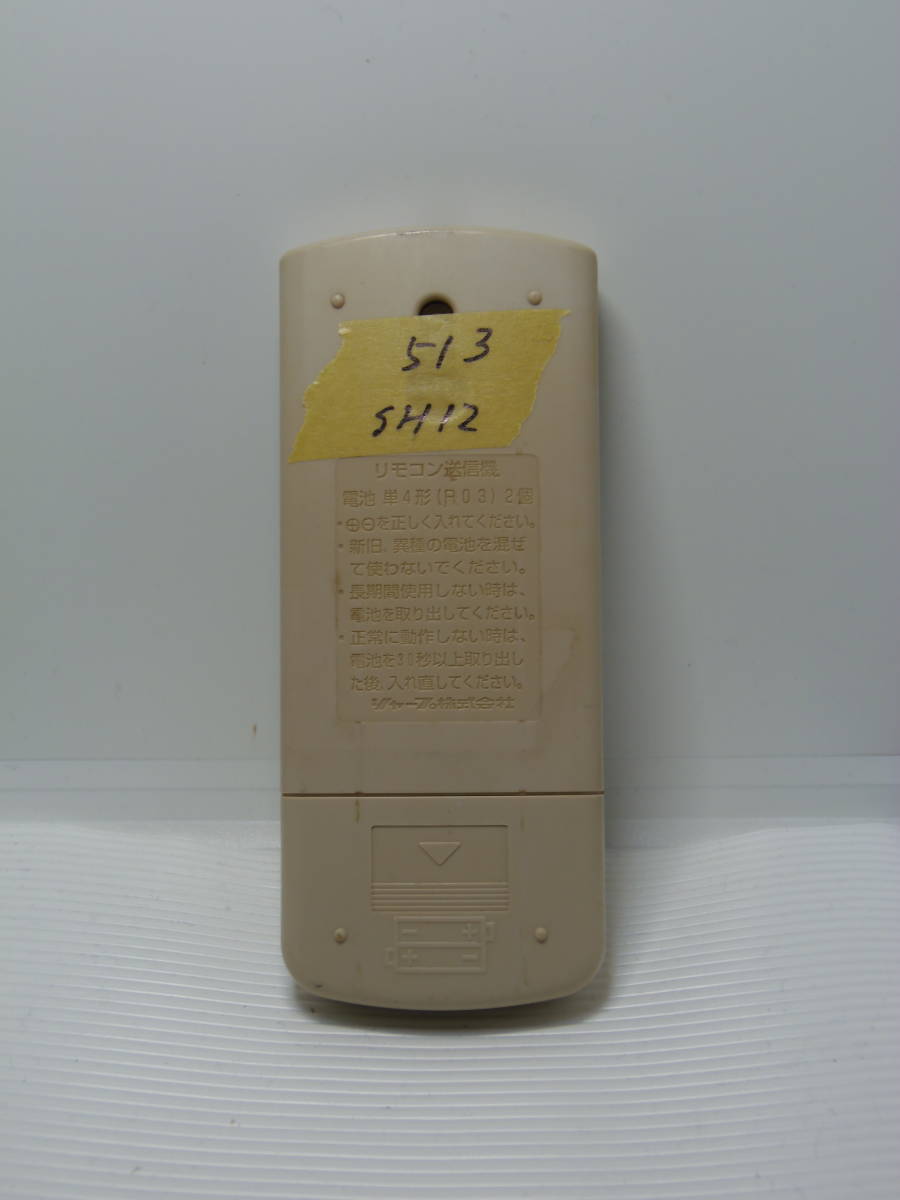 513
SH12
リモコン送信機
電池 単4形(R03)2個
・⊕⊖を正しく入れてください。
・新旧、異種の電池を混ぜ
て使わないでください。
・長期間使用しない時は、
電池を取り出してください。
・正常に動作しない時は、
電池を30秒以上取り出し
た後、入れ直してください。
シャープ株式会社
- +
+ -